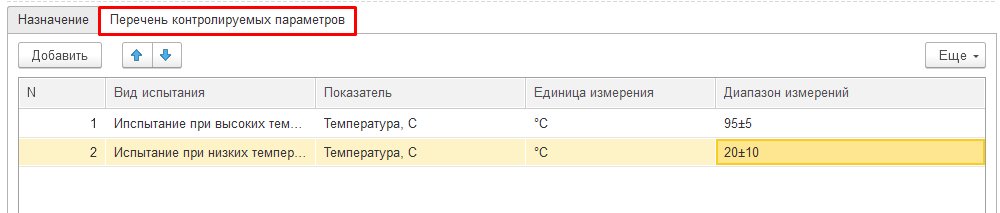 Назначение Перечень контролируемых параметров
Добавить Еще
N Вид испытания Показатель Единица измерения Диапазон измерений
1 Ипспытание при высоких тем... Температура, С °С 95±5
2 Испытание при низких темпер... Температура, С °С 20±10